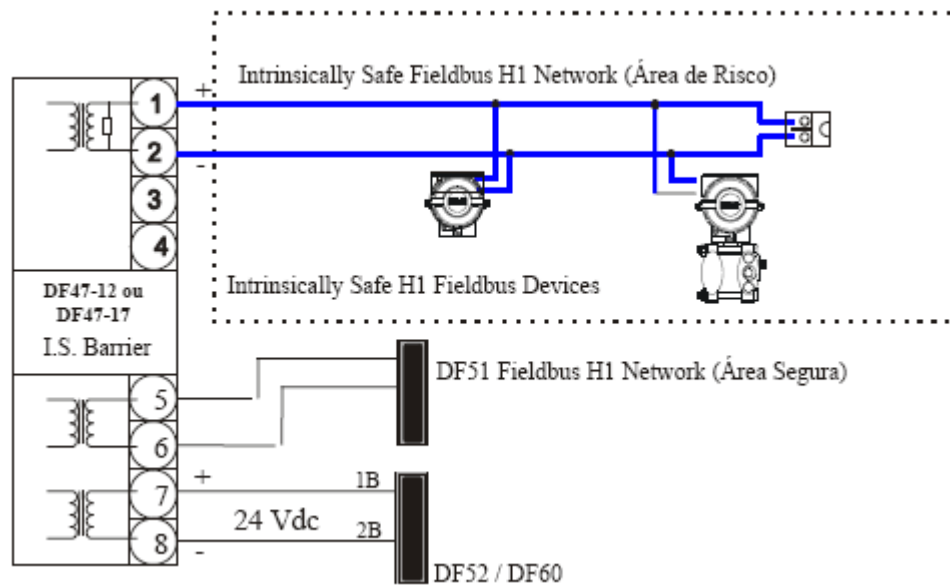 Intrinsically Safe Fieldbus H1 Network (Área de Risco)
1
+
2
-
3
4
Intrinsically Safe H1 Fieldbus Devices
DF47-12 ou
DF47-17
I.S. Barrier
DF51 Fieldbus H1 Network (Área Segura)
5
6
+
7
1B
24 Vdc
2B
8
-
DF52 / DF60